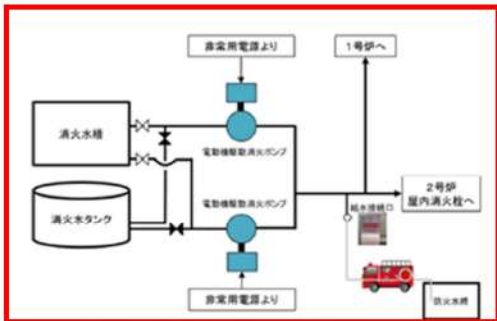 非常用電源より
1号炉へ
消火水槽
電動機駆動消火ポンプ
電動機駆動消火ポンプ
消火水タンク
給水接続口
2号炉
屋内消火栓へ
非常用電源より
防火水槽